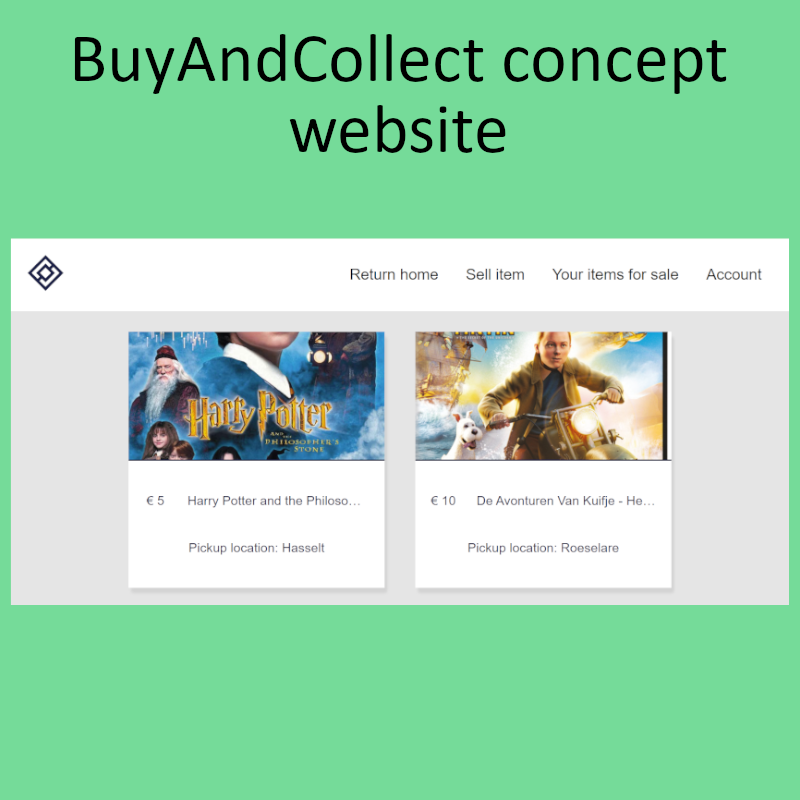 BuyAndCollect concept
website
Return home Sell item Your items for sale Account
Harry Potter
AND THE
PHILOSOPHER'S
STONE
€ 5 Harry Potter and the Philoso...
€ 10 De Avonturen Van Kuifje - He...
Pickup location: Hasselt
Pickup location: Roeselare